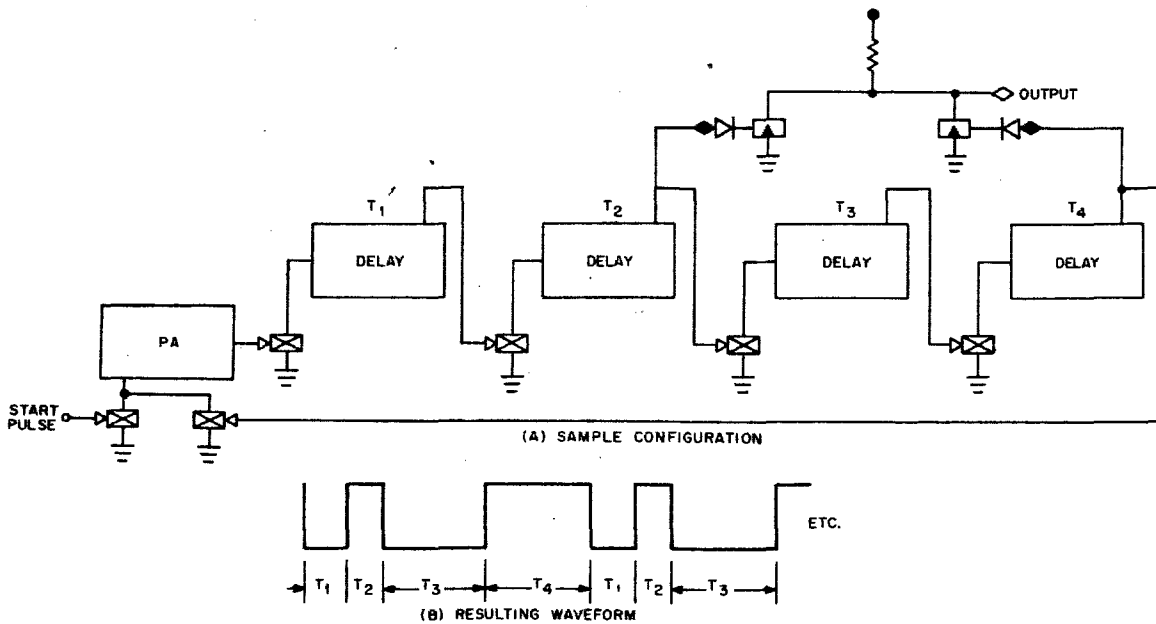 OUTPUT
T1 T2 T3 T4
DELAY DELAY DELAY DELAY
PA
START
PULSE
(A) SAMPLE CONFIGURATION
ETC.
T1 T2 T3 T4 T1 T2 T3
(B) RESULTING WAVEFORM